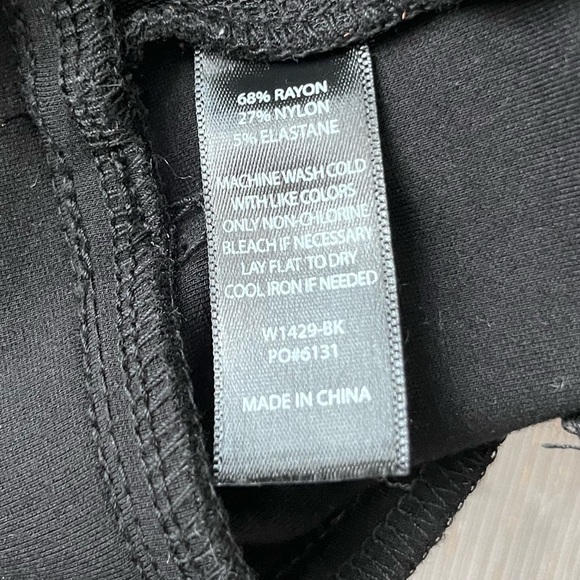 68% RAYON
27% NYLON
5% ELASTANE
MACHINE WASH COLD
WITH LIKE COLORS
ONLY NON-CHLORINE
BLEACH IF NECESSARY
LAY FLAT TO DRY
COOL IRON IF NEEDED
W1429-BK
PO#6131
MADE IN CHINA